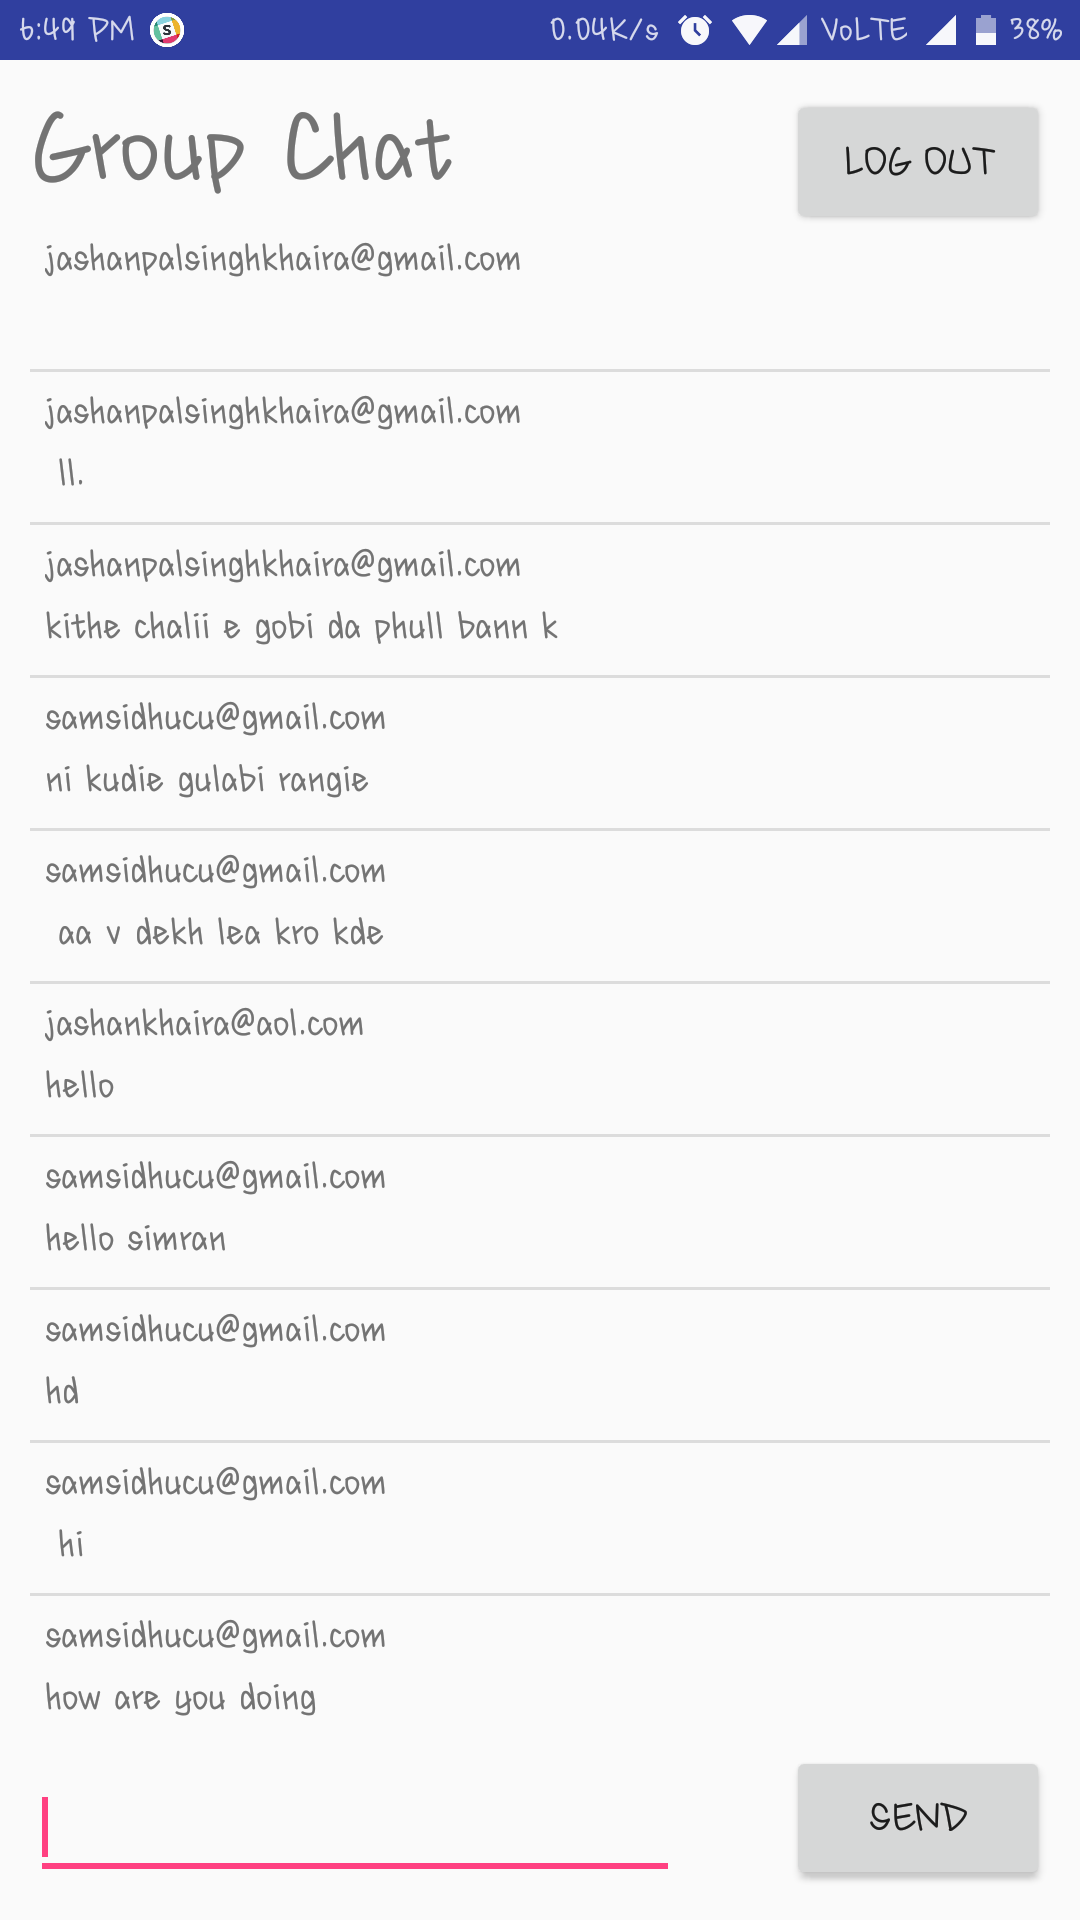 6:49 PM S 0.04K/s VoLTE 38%
Group Chat
LOG OUT
jashanpalsinghkhaira@gmail.com
jashanpalsinghkhaira@gmail.com
ll.
jashanpalsinghkhaira@gmail.com
kithe chalii e gobi da phull bann k
samsidhucu@gmail.com
ni kudie gulabi rangie
samsidhucu@gmail.com
aa v dekh lea kro kde
jashankhaira@aol.com
hello
samsidhucu@gmail.com
hello simran
samsidhucu@gmail.com
hd
samsidhucu@gmail.com
hi
samsidhucu@gmail.com
how are you doing
SEND